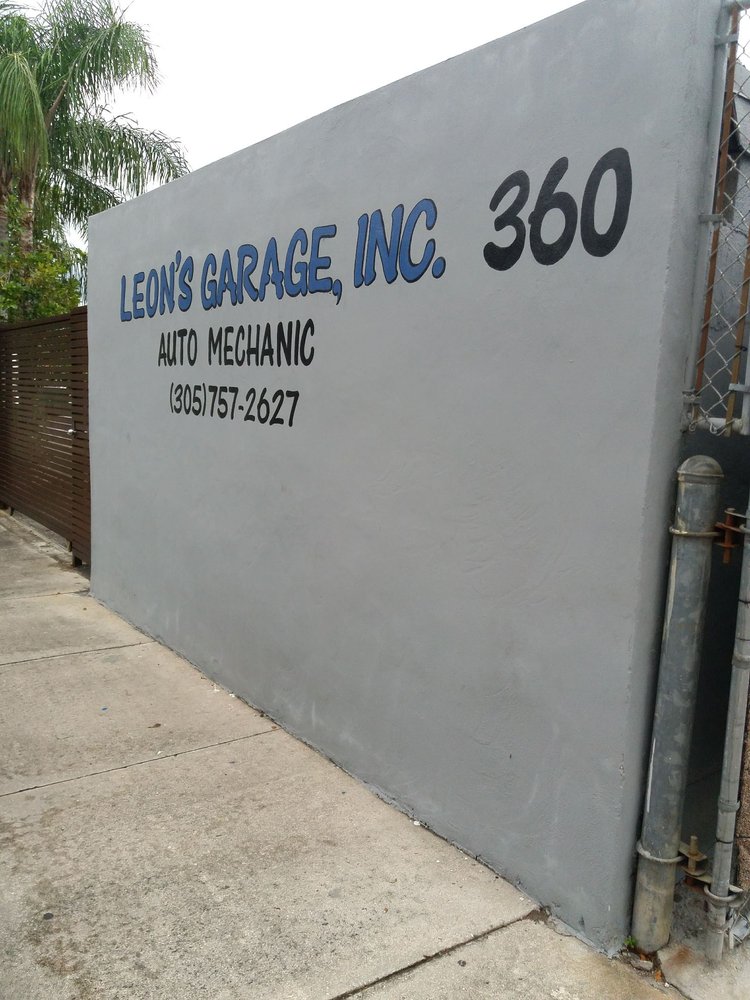 LEON'S GARAGE, INC. 360
AUTO MECHANIC
(305)757-2627